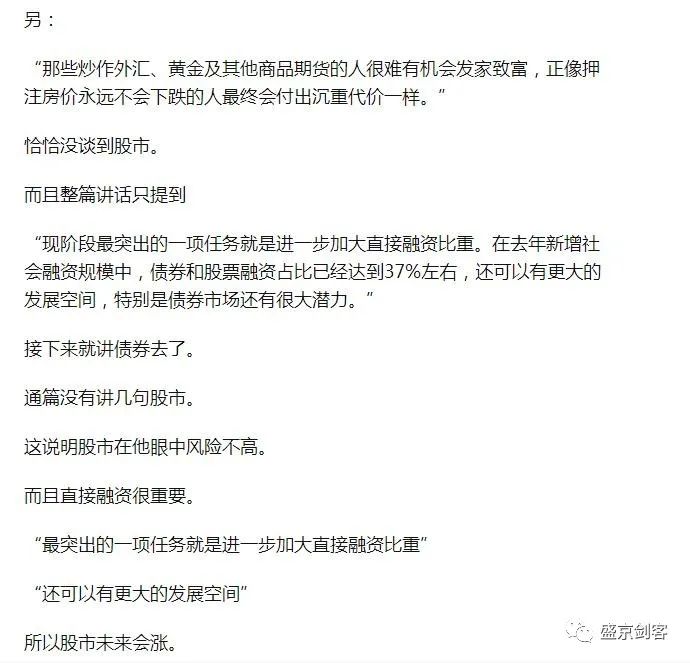 另：
“那些炒作外汇、黄金及其他商品期货的人很难有机会发家致富，正像押
注房价永远不会下跌的人最终会付出沉重代价一样。”
恰恰没谈到股市。
而且整篇讲话只提到
“现阶段最突出的一项任务就是进一步加大直接融资比重。在去年新增社
会融资规模中，债券和股票融资占比已经达到37%左右，还可以有更大的
发展空间，特别是债券市场还有很大潜力。”
接下来就讲债券去了。
通篇没有讲几句股市。
这说明股市在他眼中风险不高。
而且直接融资很重要。
“最突出的一项任务就是进一步加大直接融资比重”
“还可以有更大的发展空间”
所以股市未来会涨。
盛京剑客